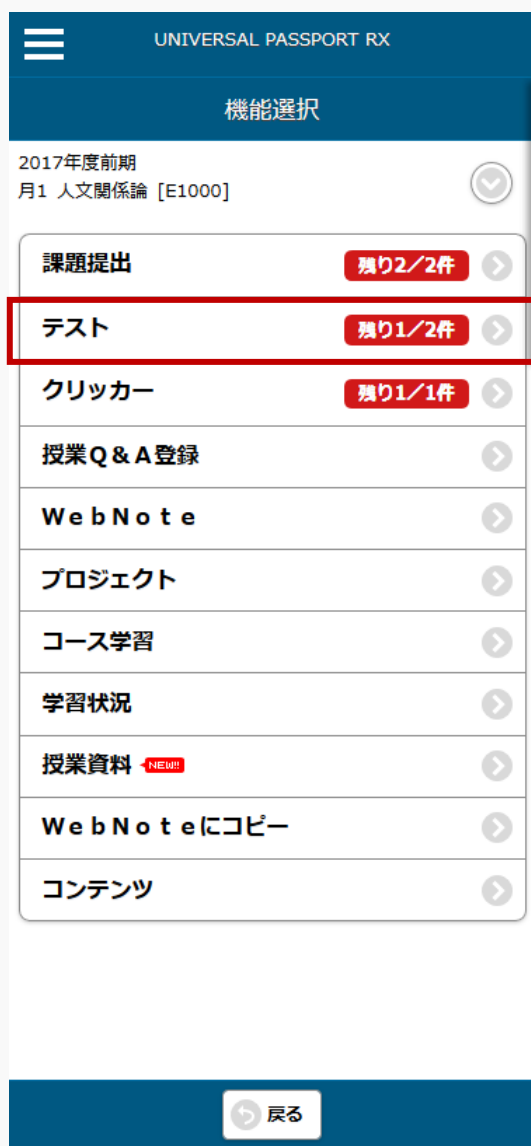 UNIVERSAL PASSPORT RX
機能選択
2017年度前期
月1 人文関係論 [E1000]
課題提出 残り2/2件
テスト 残り1/2件
クリッカー 残り1/1件
授業Q&A登録
WebNote
プロジェクト
コース学習
学習状況
授業資料 NEW!!
WebNoteにコピー
コンテンツ
戻る